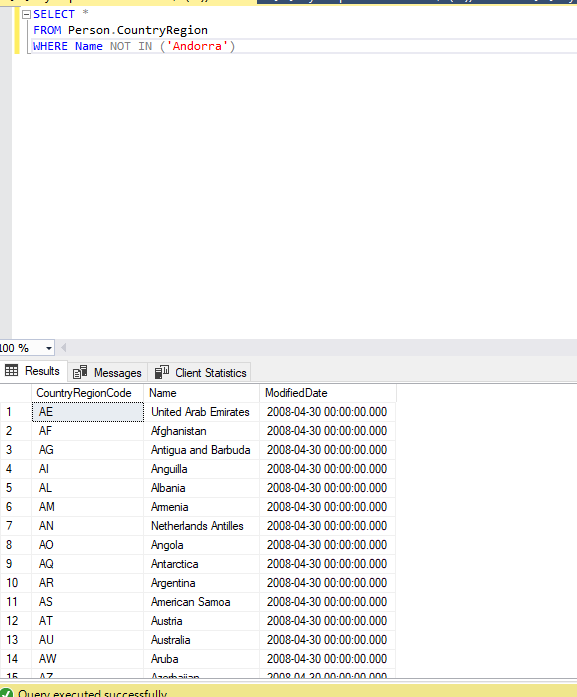 SELECT *
FROM Person.CountryRegion
WHERE Name NOT IN ('Andorra')
100 %
Results Messages Client Statistics
CountryRegionCode Name ModifiedDate
1 AE United Arab Emirates 2008-04-30 00:00:00.000
2 AF Afghanistan 2008-04-30 00:00:00.000
3 AG Antigua and Barbuda 2008-04-30 00:00:00.000
4 AI Anguilla 2008-04-30 00:00:00.000
5 AL Albania 2008-04-30 00:00:00.000
6 AM Armenia 2008-04-30 00:00:00.000
7 AN Netherlands Antilles 2008-04-30 00:00:00.000
8 AO Angola 2008-04-30 00:00:00.000
9 AQ Antarctica 2008-04-30 00:00:00.000
10 AR Argentina 2008-04-30 00:00:00.000
11 AS American Samoa 2008-04-30 00:00:00.000
12 AT Austria 2008-04-30 00:00:00.000
13 AU Australia 2008-04-30 00:00:00.000
14 AW Aruba 2008-04-30 00:00:00.000
15 AZ Azerbaijan 2008-04-30 00:00:00.000
Query executed successfully